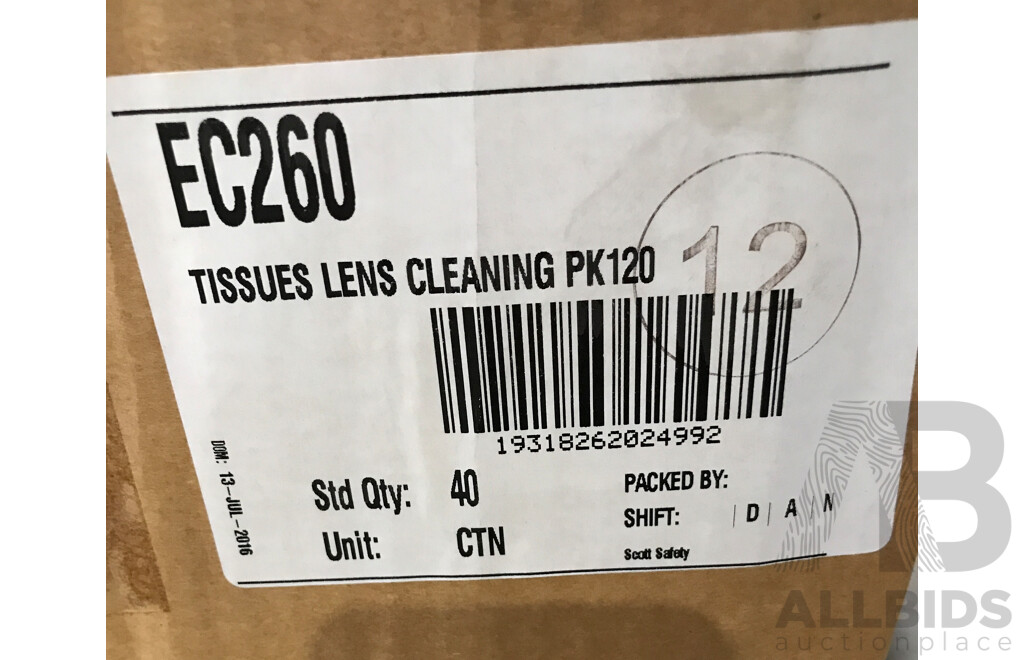 EC260
TISSUES LENS CLEANING PK120
12
19318262024992
DOM: 13-JUL-2016
Std Qty: 40
Unit: CTN
PACKED BY:
SHIFT: | D | A
Scott Safety
AB
ALLBIDS
auctionplace